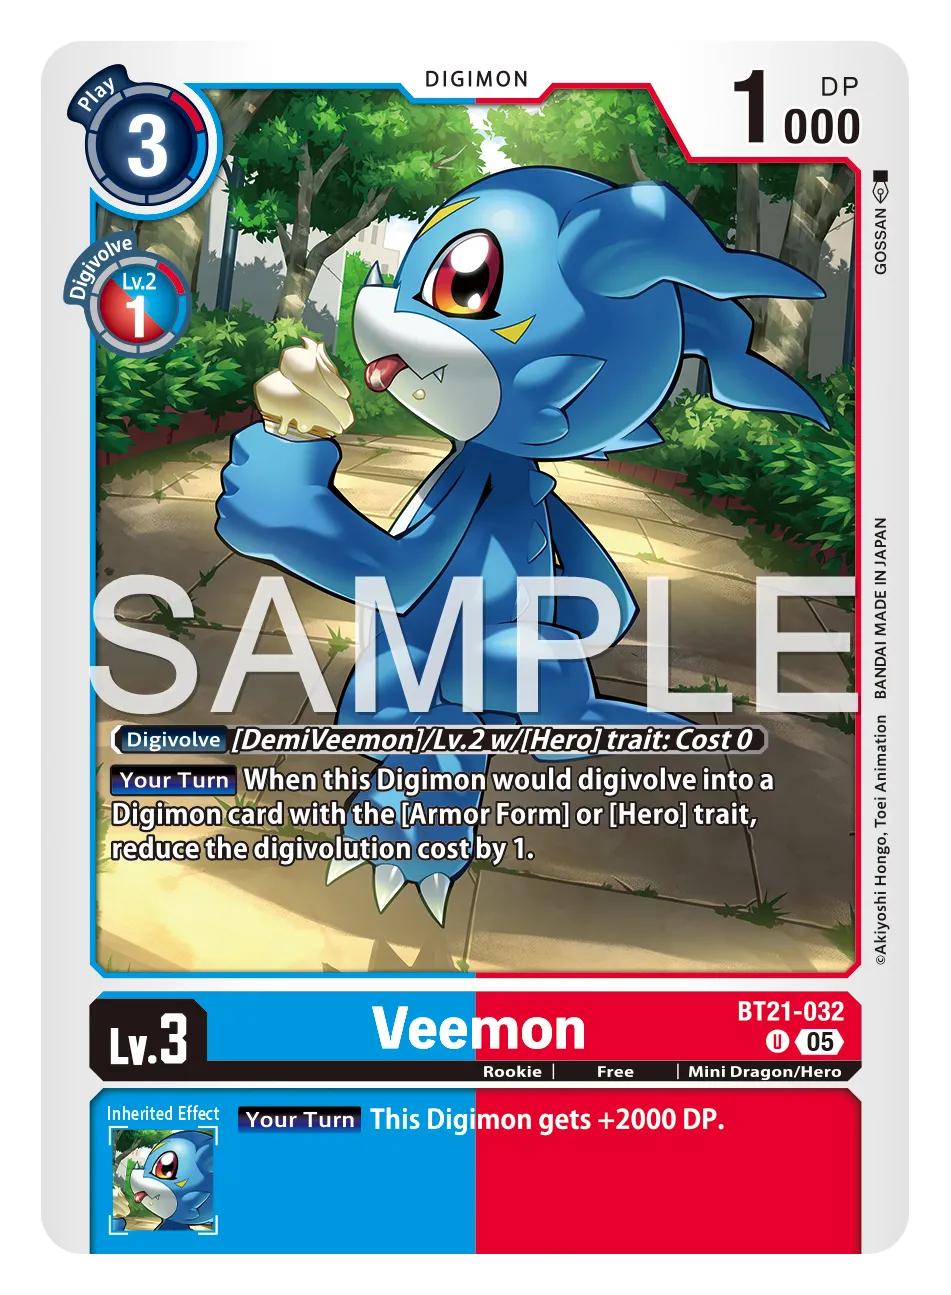 DIGIMON
Play
3
1000
DP
Digivolve
Lv.2
1
GOSSAN
SAMPLE
Digivolve [DemiVeemon]/Lv.2 w/[Hero] trait: Cost 0
Your Turn When this Digimon would digivolve into a
Digimon card with the [Armor Form] or [Hero] trait,
reduce the digivolution cost by 1.
©Akiyoshi Hongo, Toei Animation BANDAI MADE IN JAPAN
Lv.3
Veemon
BT21-032
U 05
Rookie | Free | Mini Dragon/Hero
Inherited Effect
Your Turn This Digimon gets +2000 DP.